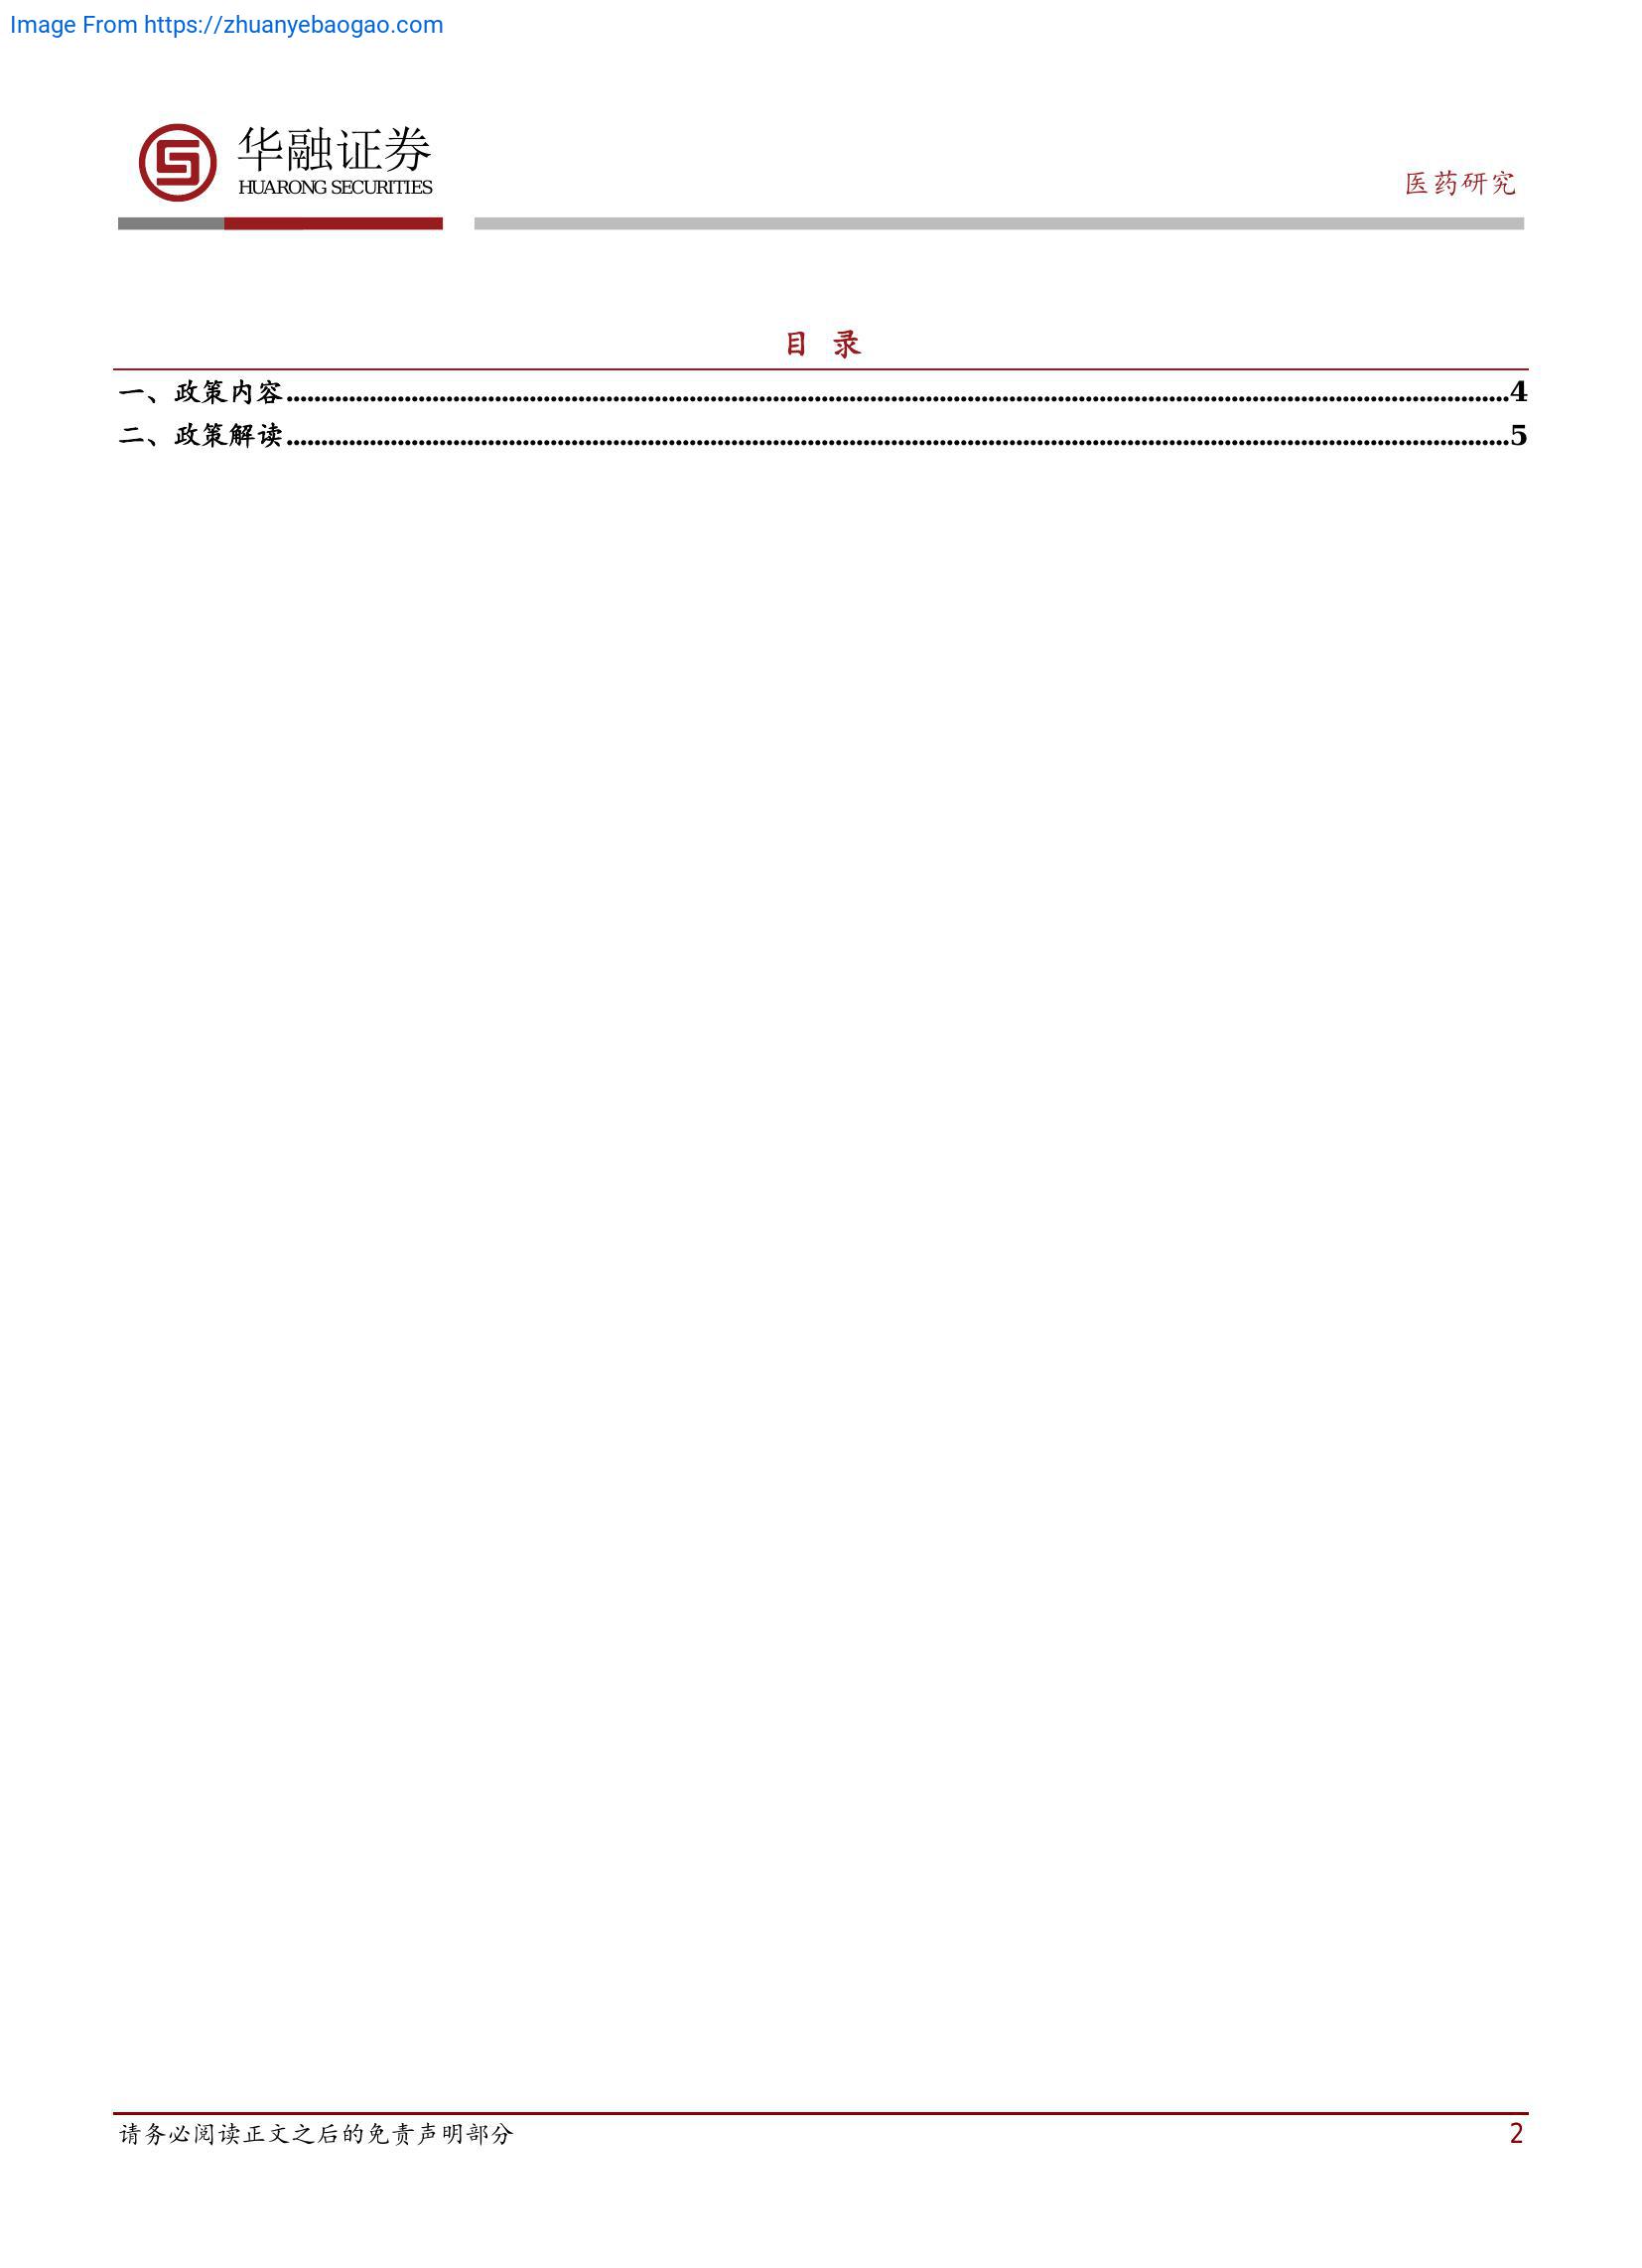 Image From https://zhuanyebaogao.com
华融证券
HUARONG SECURITIES
医药研究
目 录
一、政策内容........................................................................................................................................................................................4
二、政策解读........................................................................................................................................................................................5
请务必阅读正文之后的免责声明部分
2